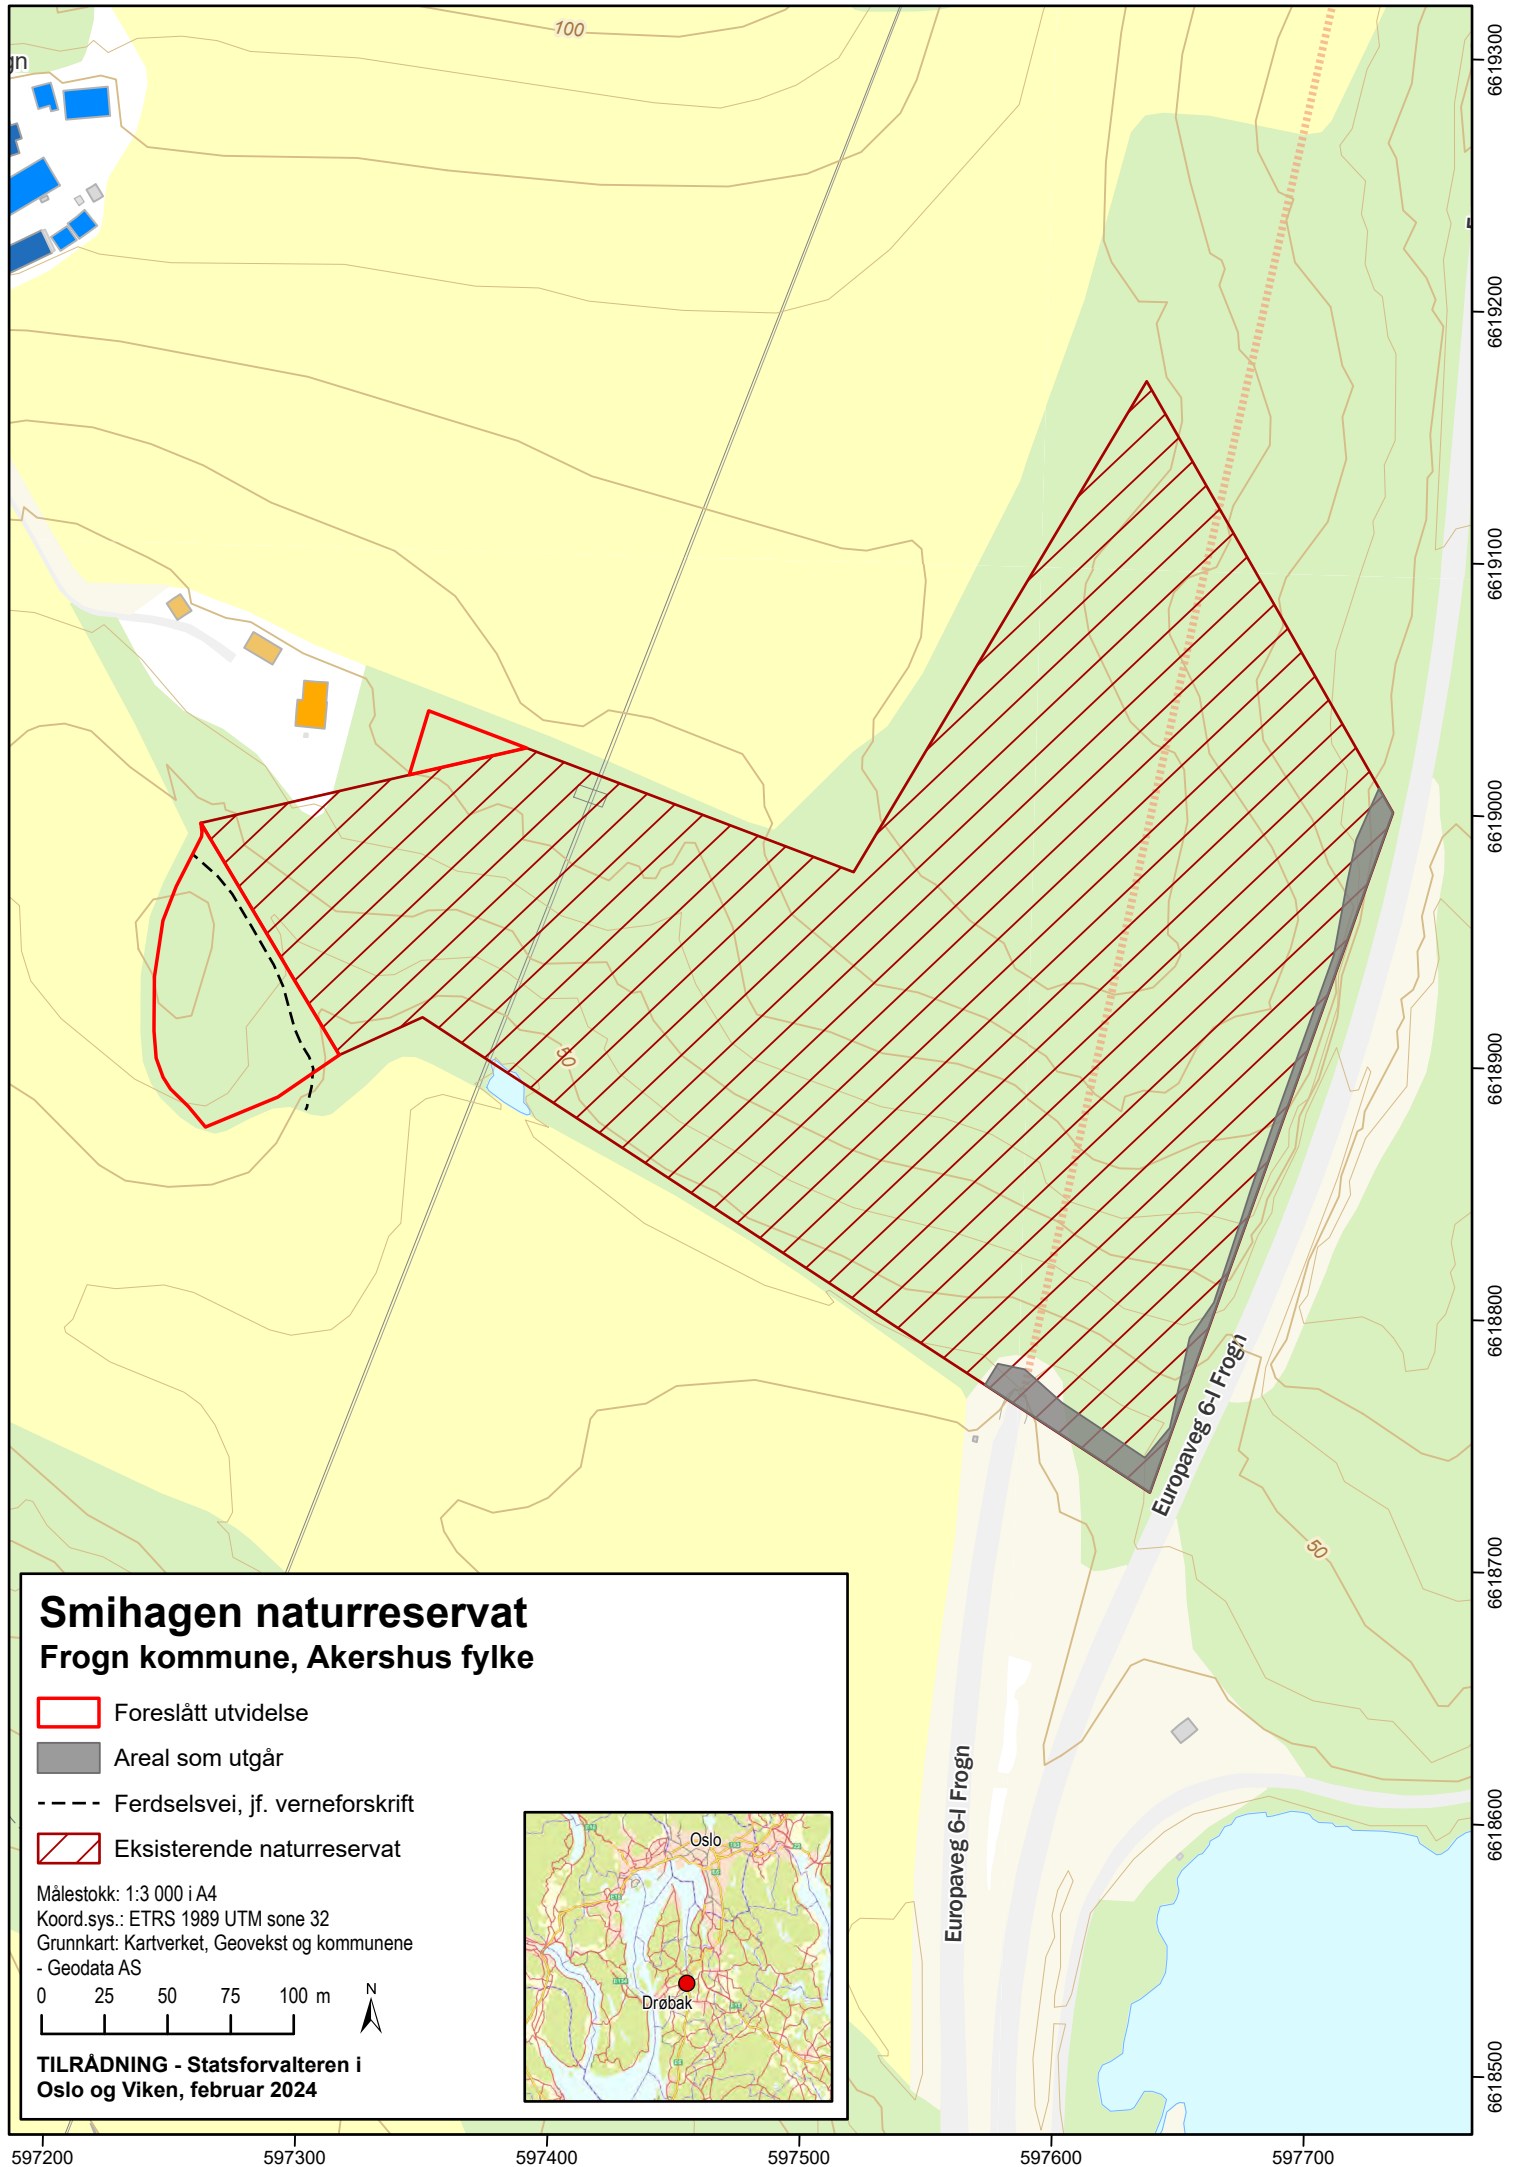 100
gn
6619300
6619200
6619100
6619000
6618900
6618800
6618700
6618600
6618500
50
50
Europaveg 6-I Frogn
Europaveg 6-I Frogn
Smihagen naturreservat
Frogn kommune, Akershus fylke
Foreslått utvidelse
Areal som utgår
Ferdselsvei, jf. verneforskrift
Eksisterende naturreservat
Målestokk: 1:3 000 i A4
Koord.sys.: ETRS 1989 UTM sone 32
Grunnkart: Kartverket, Geovekst og kommunene
- Geodata AS
0 25 50 75 100 m
N
TILRÅDNING - Statsforvalteren i
Oslo og Viken, februar 2024
Oslo
Drøbak
597200 597300 597400 597500 597600 597700